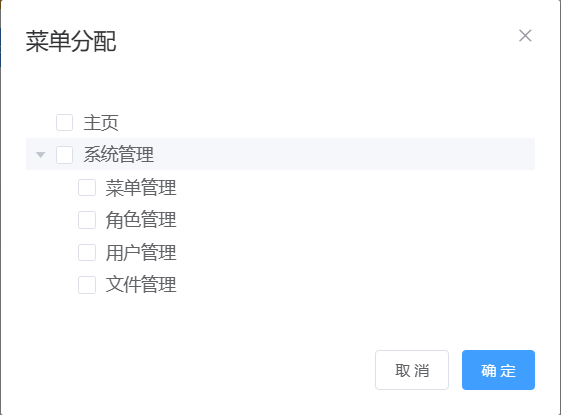 菜单分配
主页
系统管理
菜单管理
角色管理
用户管理
文件管理
取消 确定